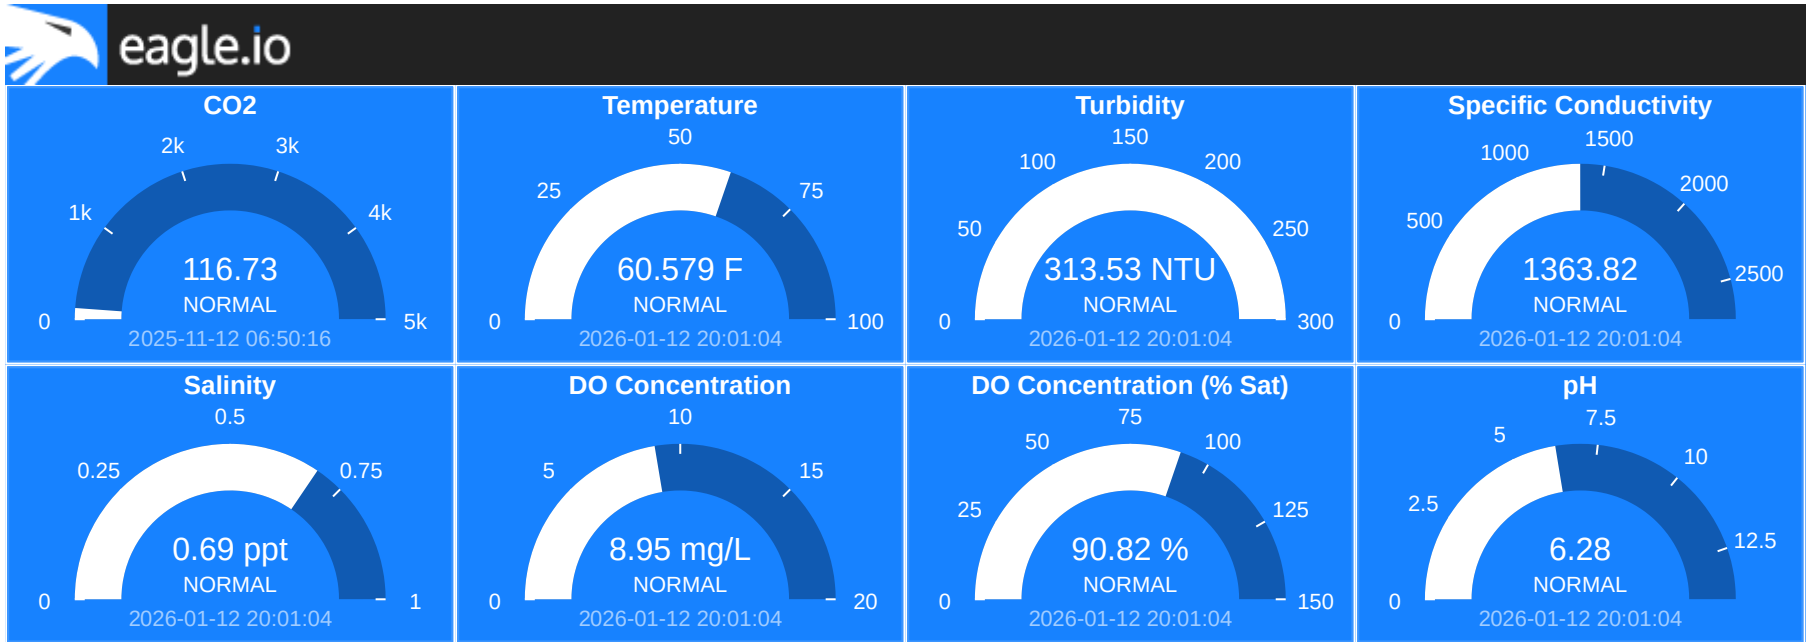 eagle.io
CO2
0
1k
2k
3k
4k
5k
116.73
NORMAL
2025-11-12 06:50:16
Temperature
0
25
50
75
100
60.579 F
NORMAL
2026-01-12 20:01:04
Turbidity
0
50
100
150
200
250
300
313.53 NTU
NORMAL
2026-01-12 20:01:04
Specific Conductivity
0
500
1000
1500
2000
2500
1363.82
NORMAL
2026-01-12 20:01:04
Salinity
0
0.25
0.5
0.75
1
0.69 ppt
NORMAL
2026-01-12 20:01:04
DO Concentration
0
5
10
15
20
8.95 mg/L
NORMAL
2026-01-12 20:01:04
DO Concentration (% Sat)
0
25
50
75
100
125
150
90.82 %
NORMAL
2026-01-12 20:01:04
pH
0
2.5
5
7.5
10
12.5
6.28
NORMAL
2026-01-12 20:01:04